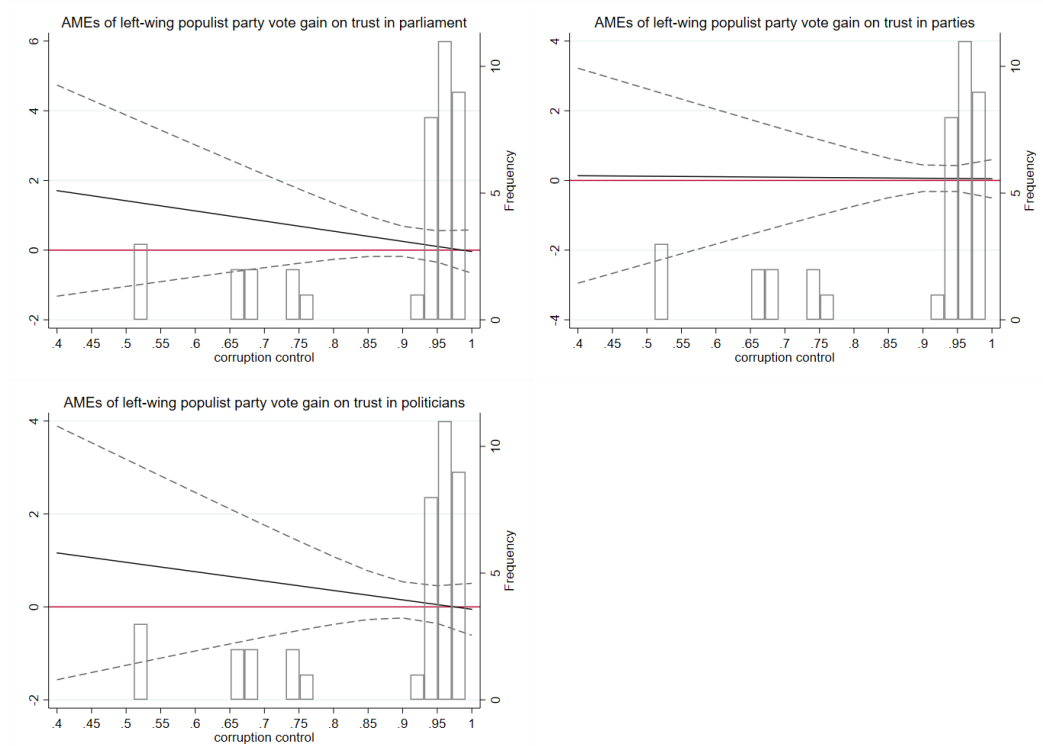 AMEs of left-wing populist party vote gain on trust in parliament
6
4
2
0
-2
10
5
0
Frequency
.4 .45 .5 .55 .6 .65 .7 .75 .8 .85 .9 .95 1
corruption control
AMEs of left-wing populist party vote gain on trust in parties
4
2
0
-2
-4
10
5
0
Frequency
.4 .45 .5 .55 .6 .65 .7 .75 .8 .85 .9 .95 1
corruption control
AMEs of left-wing populist party vote gain on trust in politicians
4
2
0
-2
10
5
0
Frequency
.4 .45 .5 .55 .6 .65 .7 .75 .8 .85 .9 .95 1
corruption control